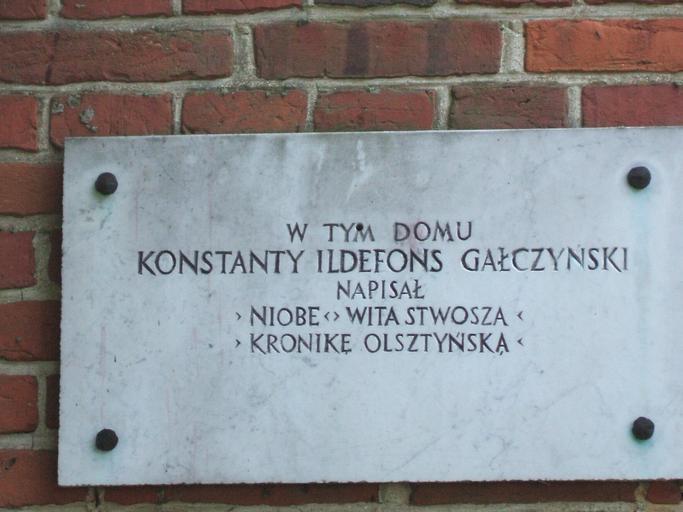 W TYM DOMU
KONSTANTY ILDEFONS GAŁCZYŃSKI
NAPISAŁ
›NIOBE‹›WITA STWOSZA‹
›KRONIKĘ OLSZTYŃSKĄ‹